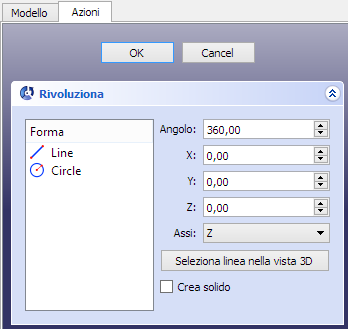 Modello Azioni
OK Cancel
Rivoluziona
Forma
Line
Circle
Angolo: 360,00
X: 0,00
Y: 0,00
Z: 0,00
Assi: Z
Seleziona linea nella vista 3D
Crea solido